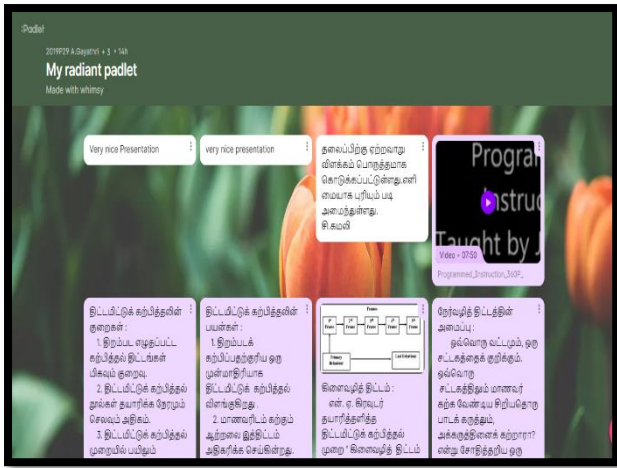 :Padlet
2019P29 A.Gayathri + 3 • 14h
My radiant padlet
Made with whimsy
Very nice Presentation
very nice presentation
தலைப்பிற்கு ஏற்றவாறு
விளக்கம் பொருத்தமாக
கொடுக்கப்பட்டுள்ளது.எளி
மையாக புரியும் படி
அமைந்துள்ளது.
சி.கமலி
Program
Instruc
Taught by J
Video • 07:50
Programmed_Instruction_360P_
திட்டமிட்டுக் கற்பித்தலின்
குறைகள் :
1. திறம்பட எழுதப்பட்ட
கற்பித்தல் திட்டங்கள்
மிகவும் குறைவு.
2. திட்டமிட்டுக் கற்பித்தல்
நூல்கள் தயாரிக்க நேரமும்
செலவும் அதிகம்.
3. திட்டமிட்டுக் கற்பித்தல்
முறையில் பயிலும்
திட்டமிட்டுக் கற்பித்தலின்
பயன்கள் :
1. திறம்படக்
கற்பிப்பதற்குரிய ஒரு
முன்மாதிரியாக
திட்டமிட்டுக் கற்பித்தல்
விளங்குகிறது .
2. மாணவரிடம் கற்கும்
ஆற்றலை இத்திட்டம்
அதிகரிக்க செய்கின்றது.
Frames
Frame
Frame
Frame
Frame
Frame
Primary
Behaviour
Last Behaviour
கிளைவழித் திட்டம் :
என். ஏ. கிரவுடர்
தயாரித்தளித்த
திட்டமிட்டுக் கற்பித்தல்
முறை " கிளைவழித் திட்டம்
நேர்வழித் திட்டத்தின்
அமைப்பு :
ஒவ்வொரு வட்டமும், ஒரு
சட்டகத்தைக் குறிக்கும்.
ஒவ்வொரு
சட்டகத்திலும் மாணவர்
கற்க வேண்டிய சிறியதொரு
பாடக் கருத்தும்,
அக்கருத்தினைக் கற்றாரா?
என்று சோதித்தறிய ஒரு